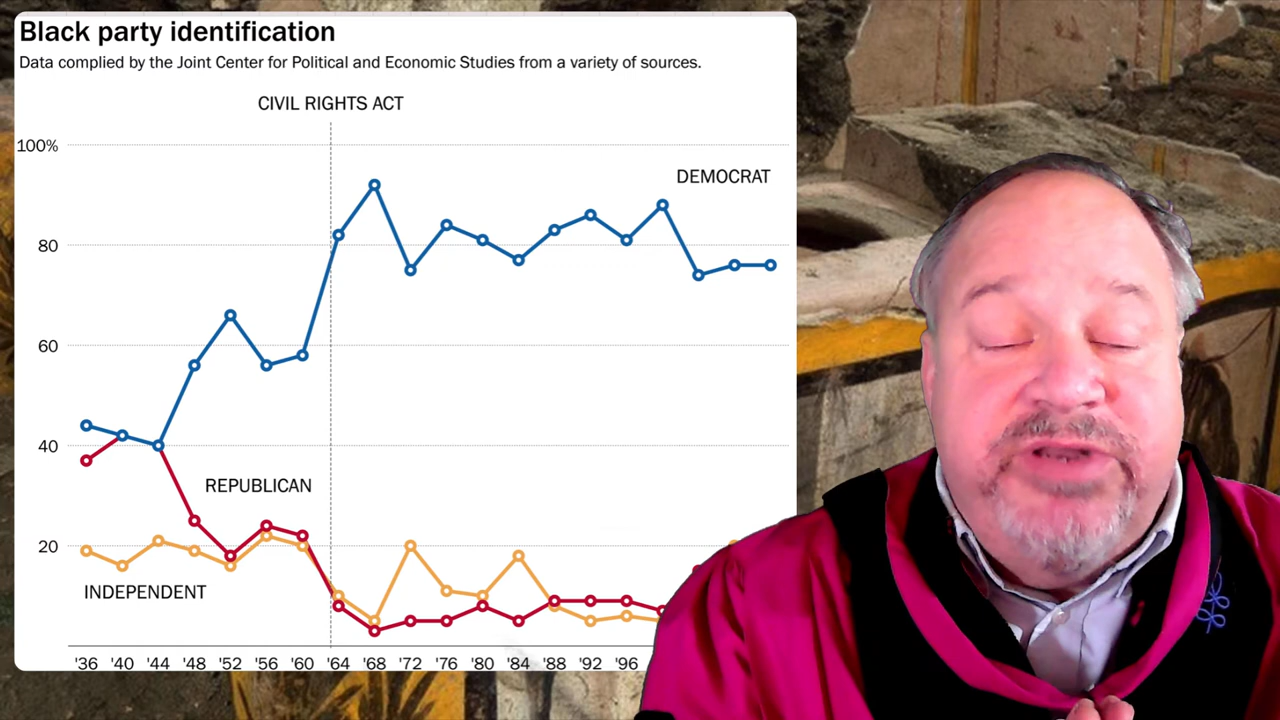 Black party identification
Data complied by the Joint Center for Political and Economic Studies from a variety of sources.
CIVIL RIGHTS ACT
100%
DEMOCRAT
80
60
40
REPUBLICAN
20
INDEPENDENT
'36 '40 '44 '48 '52 '56 '60 '64 '68 '72 '76 '80 '84 '88 '92 '96